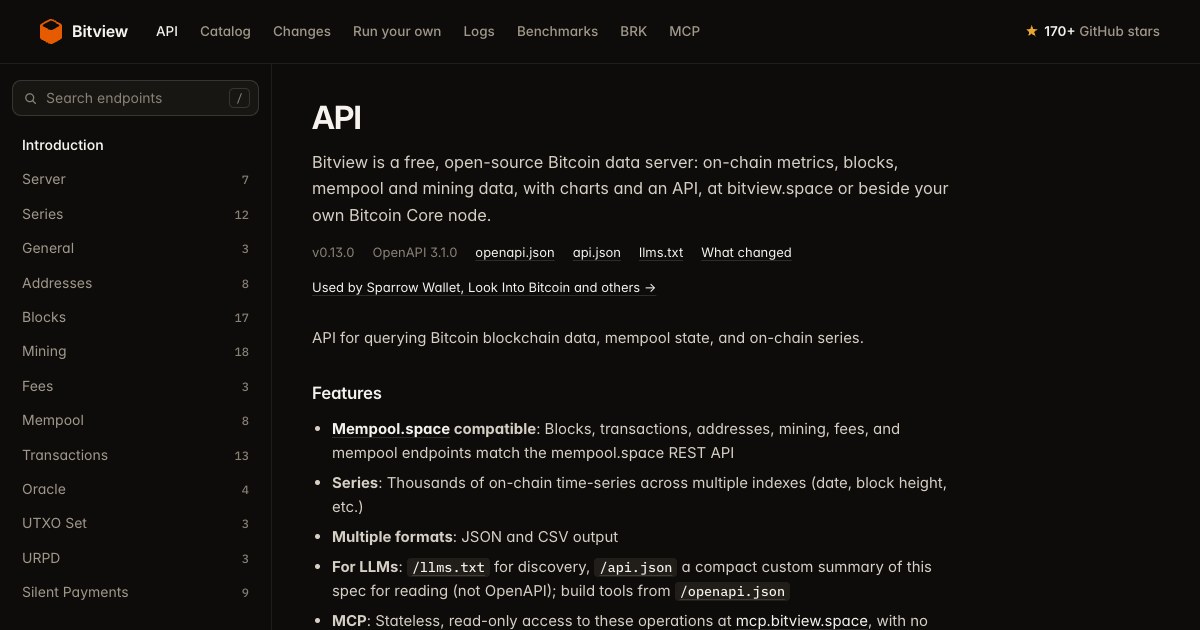 Bitview API Catalog Changes Run your own Logs Benchmarks BRK MCP ★ 170+ GitHub stars
Search endpoints /
Introduction
Server 7
Series 12
General 3
Addresses 8
Blocks 17
Mining 18
Fees 3
Mempool 8
Transactions 13
Oracle 4
UTXO Set 3
URPD 3
Silent Payments 9
API
Bitview is a free, open-source Bitcoin data server: on-chain metrics, blocks,
mempool and mining data, with charts and an API, at bitview.space or beside your
own Bitcoin Core node.
v0.13.0 OpenAPI 3.1.0 openapi.json api.json llms.txt What changed
Used by Sparrow Wallet, Look Into Bitcoin and others →
API for querying Bitcoin blockchain data, mempool state, and on-chain series.
Features
• Mempool.space compatible: Blocks, transactions, addresses, mining, fees, and
mempool endpoints match the mempool.space REST API
• Series: Thousands of on-chain time-series across multiple indexes (date, block height,
etc.)
• Multiple formats: JSON and CSV output
• For LLMs: /llms.txt for discovery, /api.json a compact custom summary of this
spec for reading (not OpenAPI); build tools from /openapi.json
• MCP: Stateless, read-only access to these operations at mcp.bitview.space, with no